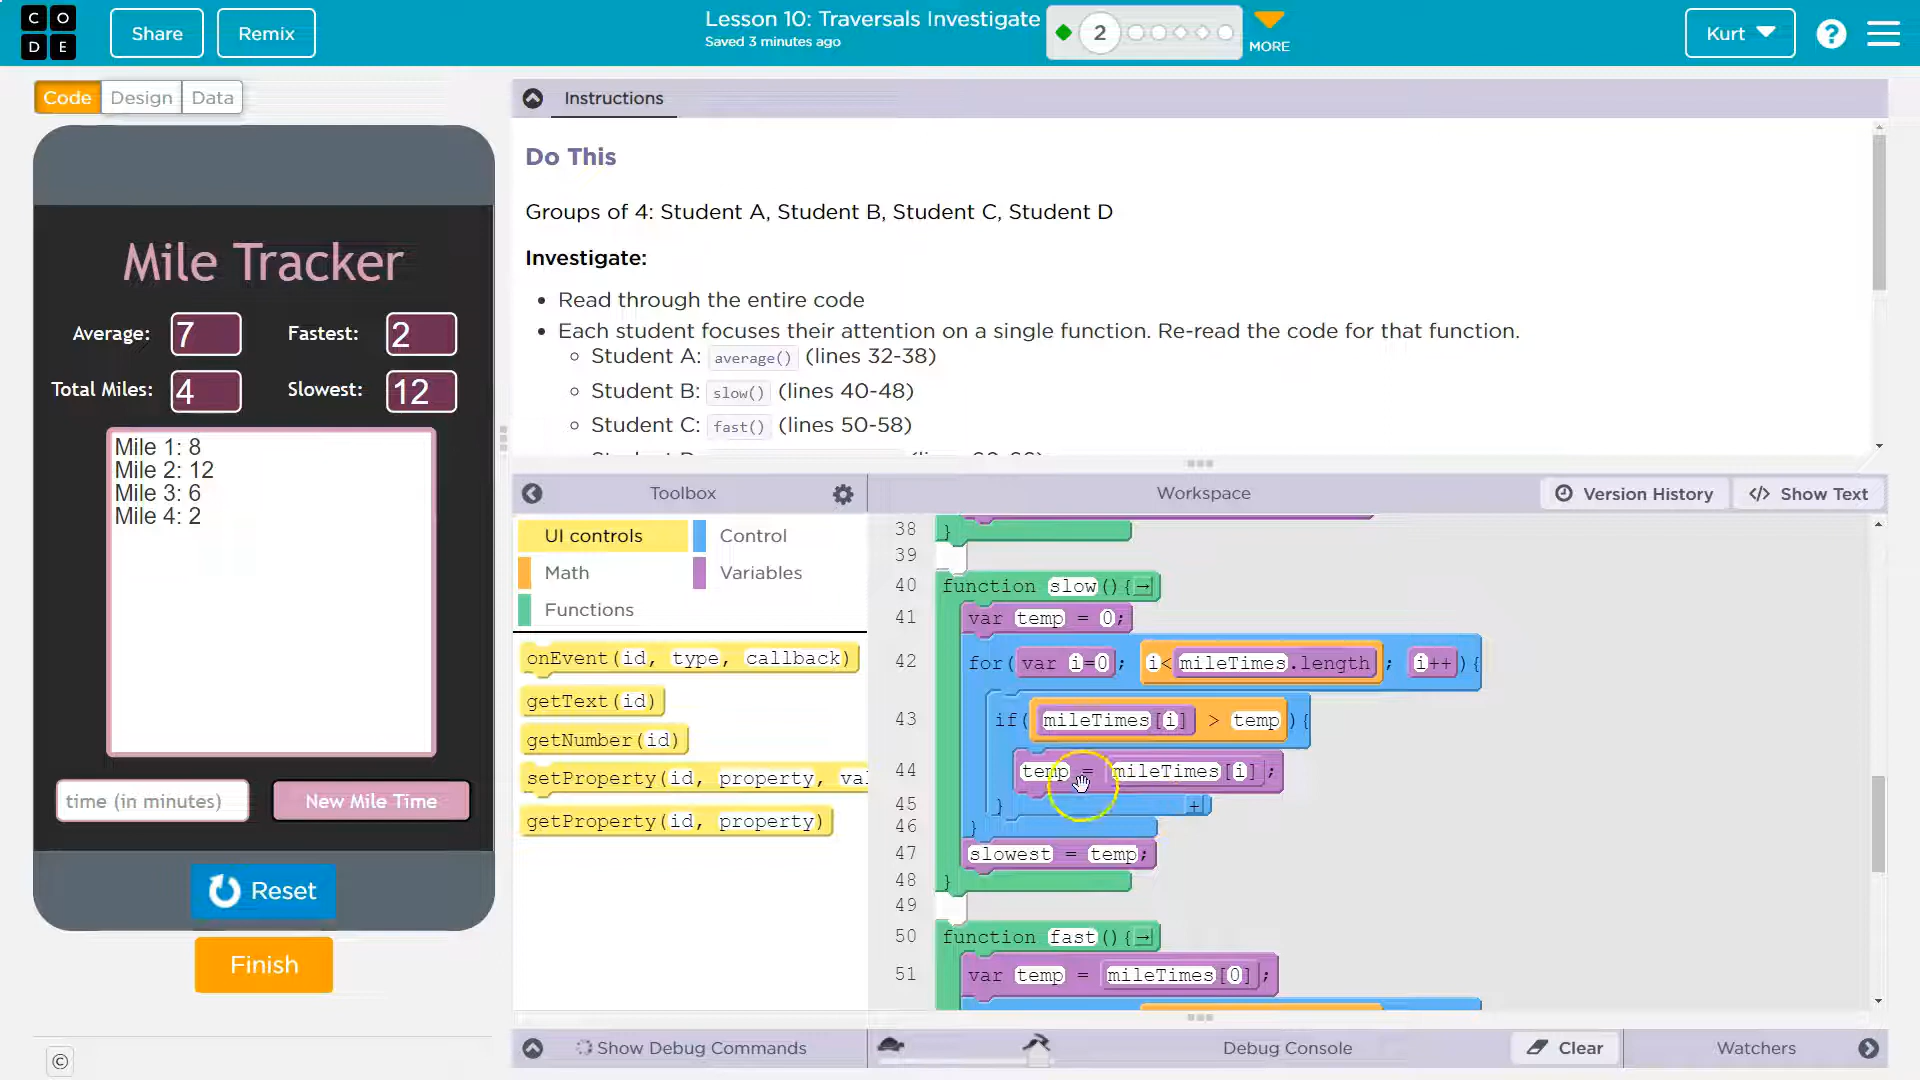 CODE
Share
Remix
Lesson 10: Traversals Investigate
Saved 3 minutes ago
2
MORE
Kurt
?
Code
Design
Data
Mile Tracker
Average: 7
Fastest: 2
Total Miles: 4
Slowest: 12
Mile 1: 8
Mile 2: 12
Mile 3: 6
Mile 4: 2
time (in minutes)
New Mile Time
Reset
Finish
©
Instructions
Do This
Groups of 4: Student A, Student B, Student C, Student D
Investigate:
• Read through the entire code
• Each student focuses their attention on a single function. Re-read the code for that function.
Student A: average() (lines 32-38)
Student B: slow() (lines 40-48)
Student C: fast() (lines 50-58)
Toolbox
UI controls
Control
Math
Variables
Functions
onEvent(id, type, callback)
getText(id)
getNumber(id)
setProperty(id, property, val
getProperty(id, property)
Workspace
Version History
</> Show Text
38 }
39
40 function slow(){→
41 var temp = 0;
42 for(var i=0; i<mileTimes.length; i++){
43 if(mileTimes[i] > temp){
44 temp = mileTimes[i];
45 } +
46 }
47 slowest = temp;
48 }
49
50 function fast(){→
51 var temp = mileTimes[0];
Show Debug Commands
Debug Console
Clear
Watchers